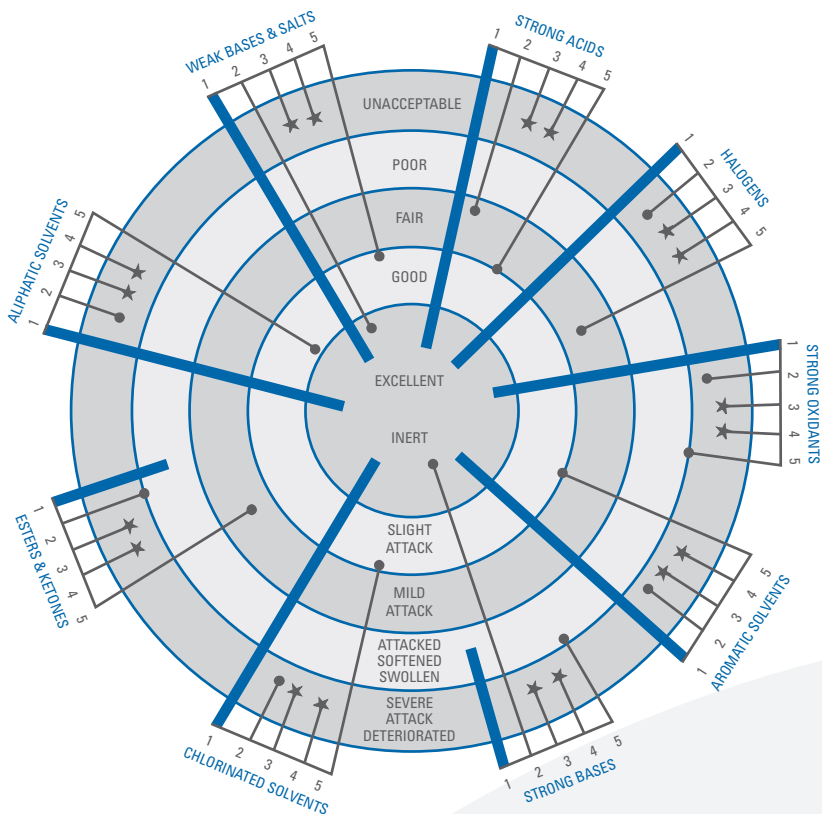 WEAK BASES & SALTS
1 2 3 4 5
STRONG ACIDS
1 2 3 4 5
HALOGENS
1 2 3 4 5
STRONG OXIDANTS
1 2 3 4 5
AROMATIC SOLVENTS
1 2 3 4 5
STRONG BASES
1 2 3 4 5
CHLORINATED SOLVENTS
1 2 3 4 5
ESTERS & KETONES
1 2 3 4 5
ALIPHATIC SOLVENTS
1 2 3 4 5
UNACCEPTABLE
POOR
FAIR
GOOD
EXCELLENT
INERT
SLIGHT
ATTACK
MILD
ATTACK
ATTACKED
SOFTENED
SWOLLEN
SEVERE
ATTACK
DETERIORATED